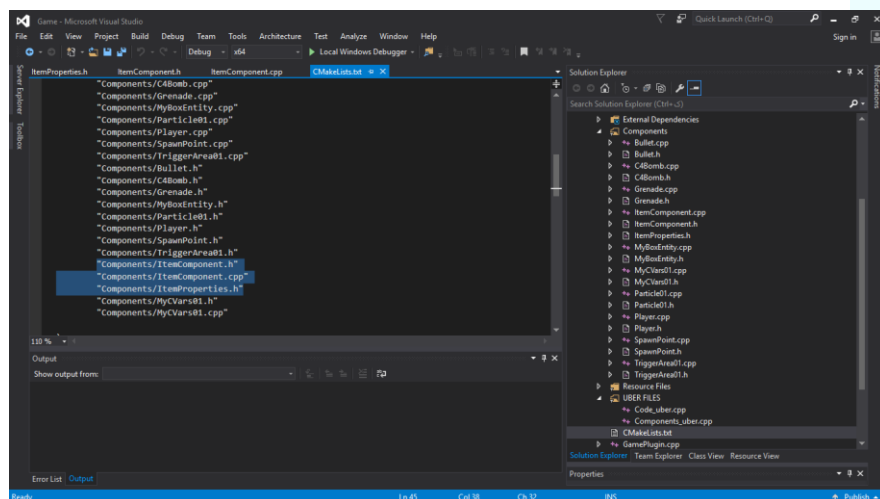 Game - Microsoft Visual Studio
Quick Launch (Ctrl+Q)
File Edit View Project Build Debug Team Tools Architecture Test Analyze Window Help
Sign in
Debug x64 Local Windows Debugger
ItemProperties.h ItemComponent.h ItemComponent.cpp CMakeLists.txt
Server Explorer
Toolbox
"Components/C4Bomb.cpp"
"Components/Grenade.cpp"
"Components/MyBoxEntity.cpp"
"Components/Particle01.cpp"
"Components/Player.cpp"
"Components/SpawnPoint.cpp"
"Components/TriggerArea01.cpp"
"Components/Bullet.h"
"Components/C4Bomb.h"
"Components/Grenade.h"
"Components/MyBoxEntity.h"
"Components/Particle01.h"
"Components/Player.h"
"Components/SpawnPoint.h"
"Components/TriggerArea01.h"
"Components/ItemComponent.h"
"Components/ItemComponent.cpp"
"Components/ItemProperties.h"
"Components/MyCVars01.h"
"Components/MyCVars01.cpp"
110 %
Output
Show output from:
Error List Output
Solution Explorer
Notifications
Search Solution Explorer
External Dependencies
Components
Bullet.cpp
Bullet.h
C4Bomb.cpp
C4Bomb.h
Grenade.cpp
Grenade.h
ItemComponent.cpp
ItemComponent.h
ItemProperties.h
MyBoxEntity.cpp
MyBoxEntity.h
MyCVars01.cpp
MyCVars01.h
Particle01.cpp
Particle01.h
Player.cpp
Player.h
SpawnPoint.cpp
SpawnPoint.h
TriggerArea01.cpp
TriggerArea01.h
Resource Files
UBER FILES
Code_uber.cpp
Components_uber.cpp
CMakeLists.txt
GamePlugin.cpp
Solution Explorer Team Explorer Class View Resource View
Properties
Ready Ln 45 Col 38 Ch 32 INS Publish